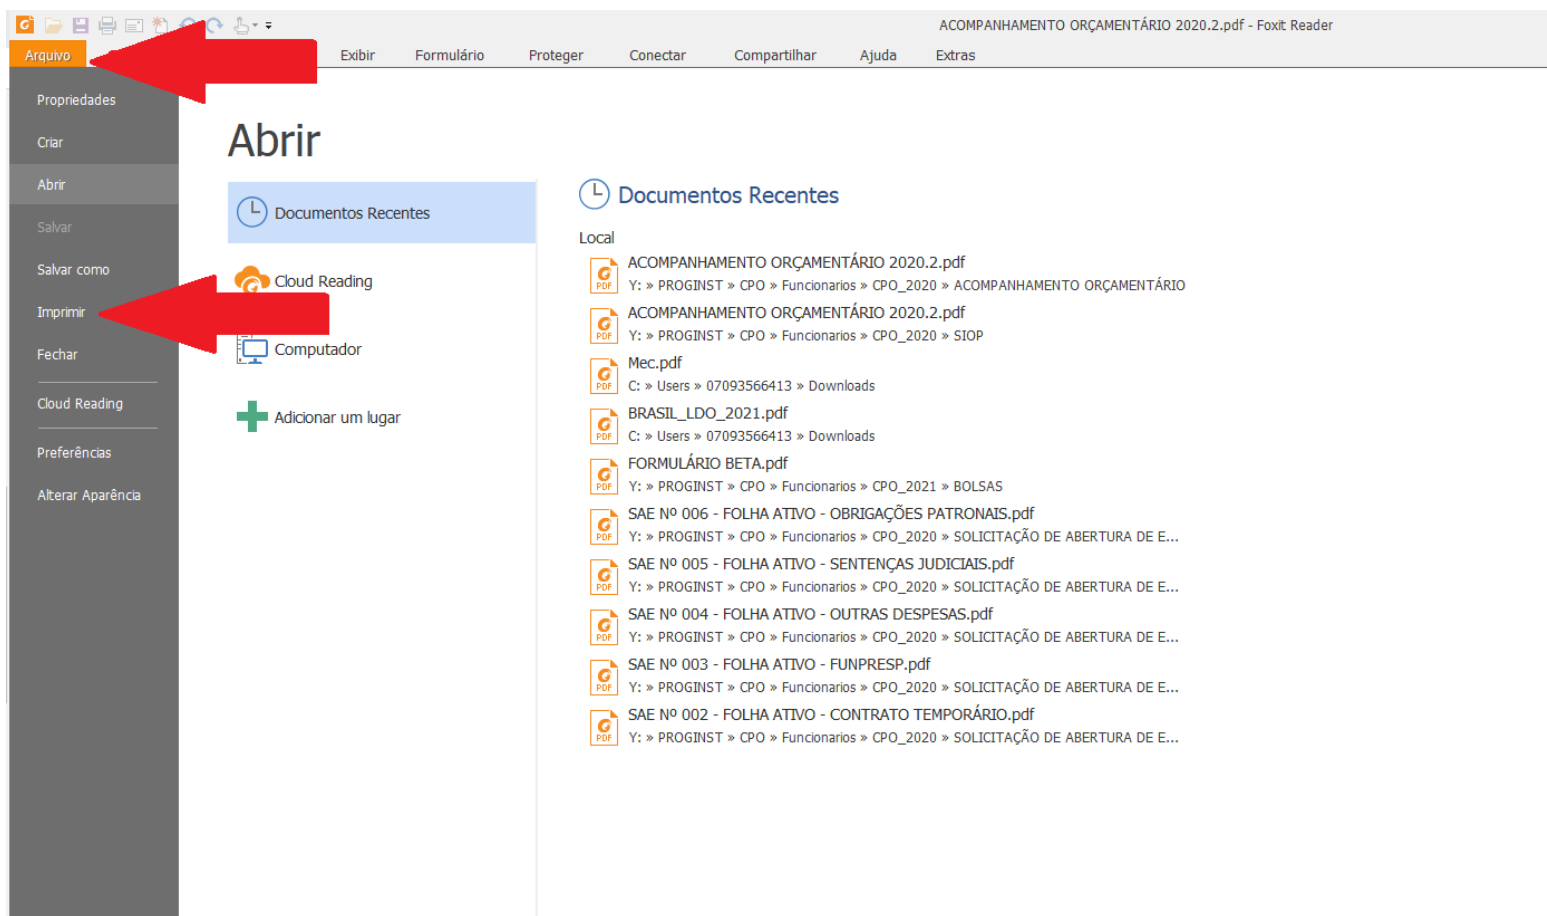 ACOMPANHAMENTO ORÇAMENTÁRIO 2020.2.pdf - Foxit Reader
Arquivo Exibir Formulário Proteger Conectar Compartilhar Ajuda Extras
Propriedades
Criar
Abrir
Salvar
Salvar como
Imprimir
Fechar
Cloud Reading
Preferências
Alterar Aparência
Abrir
Documentos Recentes
Cloud Reading
Computador
Adicionar um lugar
Documentos Recentes
Local
ACOMPANHAMENTO ORÇAMENTÁRIO 2020.2.pdf
Y: » PROGINST » CPO » Funcionarios » CPO_2020 » ACOMPANHAMENTO ORÇAMENTÁRIO
ACOMPANHAMENTO ORÇAMENTÁRIO 2020.2.pdf
Y: » PROGINST » CPO » Funcionarios » CPO_2020 » SIOP
Mec.pdf
C: » Users » 07093566413 » Downloads
BRASIL_LDO_2021.pdf
C: » Users » 07093566413 » Downloads
FORMULÁRIO BETA.pdf
Y: » PROGINST » CPO » Funcionarios » CPO_2021 » BOLSAS
SAE Nº 006 - FOLHA ATIVO - OBRIGAÇÕES PATRONAIS.pdf
Y: » PROGINST » CPO » Funcionarios » CPO_2020 » SOLICITAÇÃO DE ABERTURA DE E...
SAE Nº 005 - FOLHA ATIVO - SENTENÇAS JUDICIAIS.pdf
Y: » PROGINST » CPO » Funcionarios » CPO_2020 » SOLICITAÇÃO DE ABERTURA DE E...
SAE Nº 004 - FOLHA ATIVO - OUTRAS DESPESAS.pdf
Y: » PROGINST » CPO » Funcionarios » CPO_2020 » SOLICITAÇÃO DE ABERTURA DE E...
SAE Nº 003 - FOLHA ATIVO - FUNPRESP.pdf
Y: » PROGINST » CPO » Funcionarios » CPO_2020 » SOLICITAÇÃO DE ABERTURA DE E...
SAE Nº 002 - FOLHA ATIVO - CONTRATO TEMPORÁRIO.pdf
Y: » PROGINST » CPO » Funcionarios » CPO_2020 » SOLICITAÇÃO DE ABERTURA DE E...